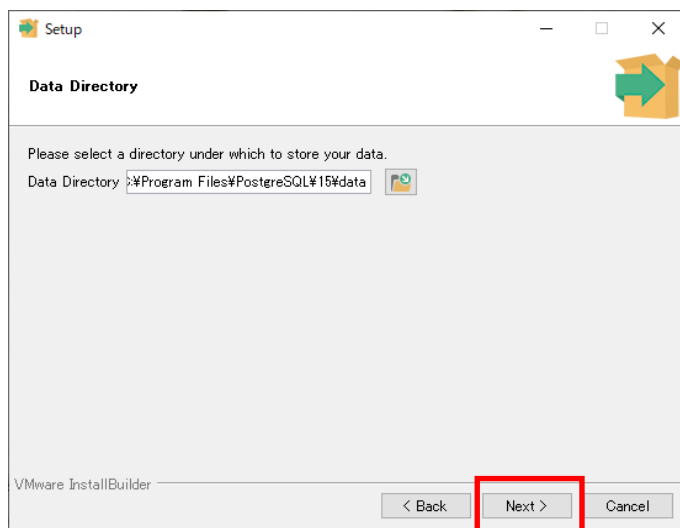 Setup
Data Directory
Please select a directory under which to store your data.
Data Directory :¥Program Files¥PostgreSQL¥15¥data
VMware InstallBuilder
< Back Next > Cancel